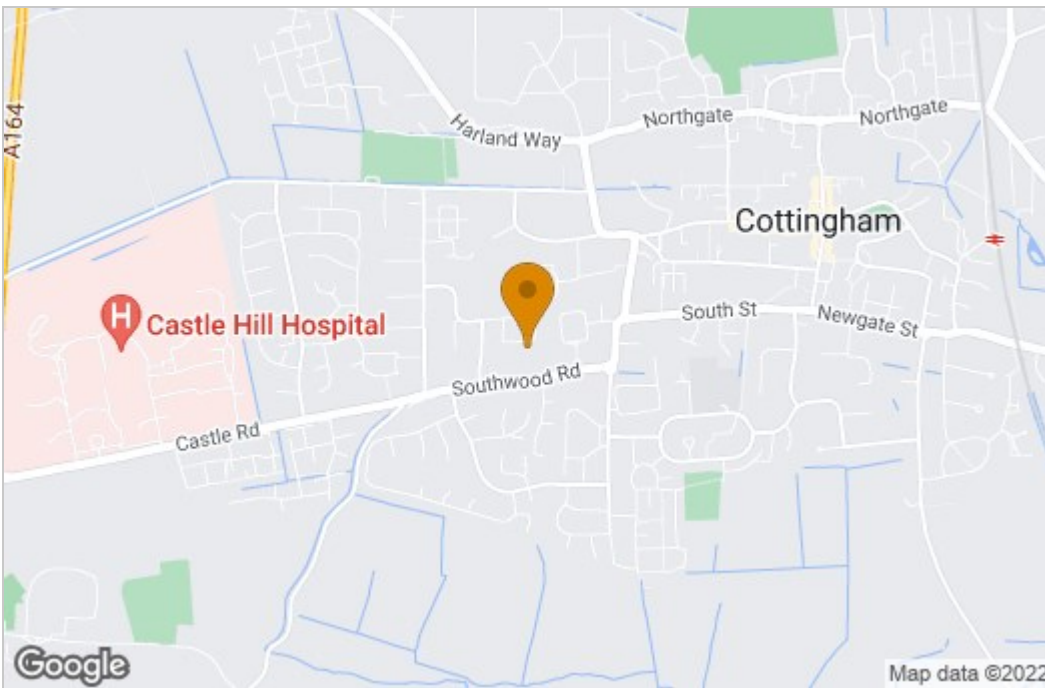 A164
Harland Way
Northgate
Northgate
Cottingham
H
Castle Hill Hospital
South St
Newgate St
Southwood Rd
Castle Rd
Google
Map data ©2022